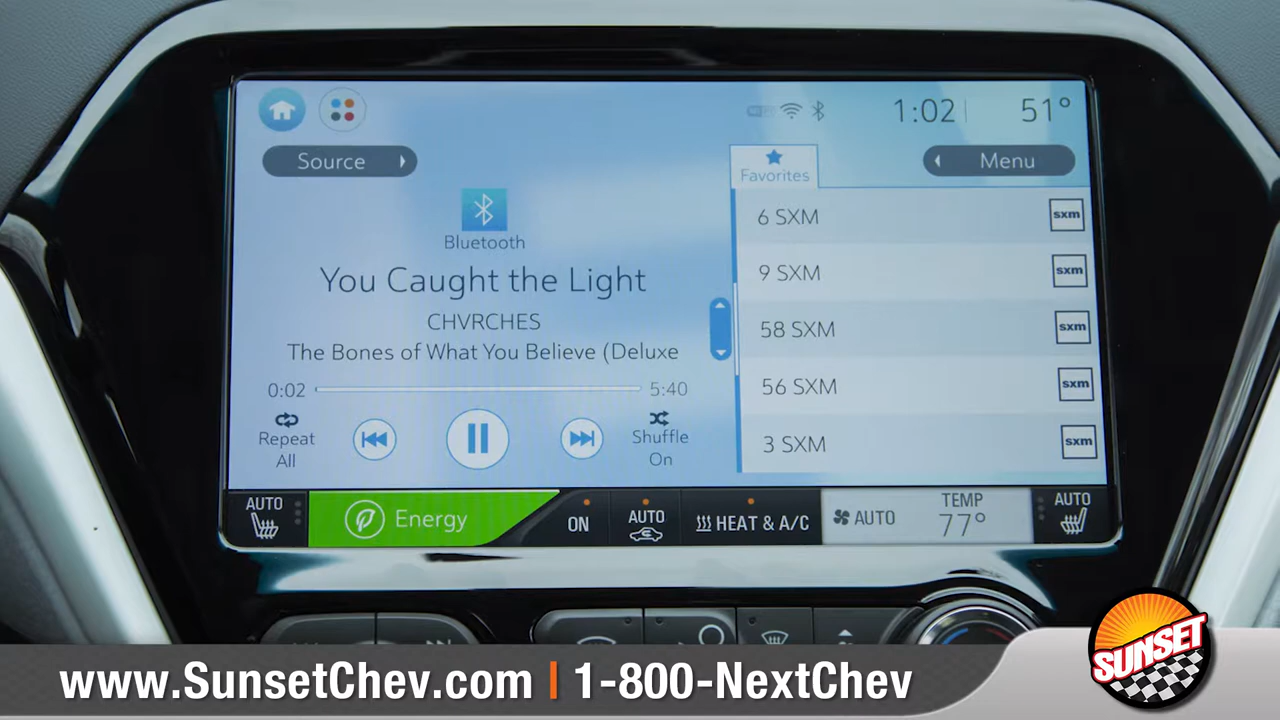 1:02 51°
Source
Favorites
Menu
Bluetooth
You Caught the Light
CHVRCHES
The Bones of What You Believe (Deluxe
0:02 5:40
Repeat
All
Shuffle
On
6 SXM sxm
9 SXM sxm
58 SXM sxm
56 SXM sxm
3 SXM sxm
AUTO
Energy
ON
AUTO
HEAT & A/C
AUTO
TEMP
77°
AUTO
www.SunsetChev.com | 1-800-NextChev
SUNSET